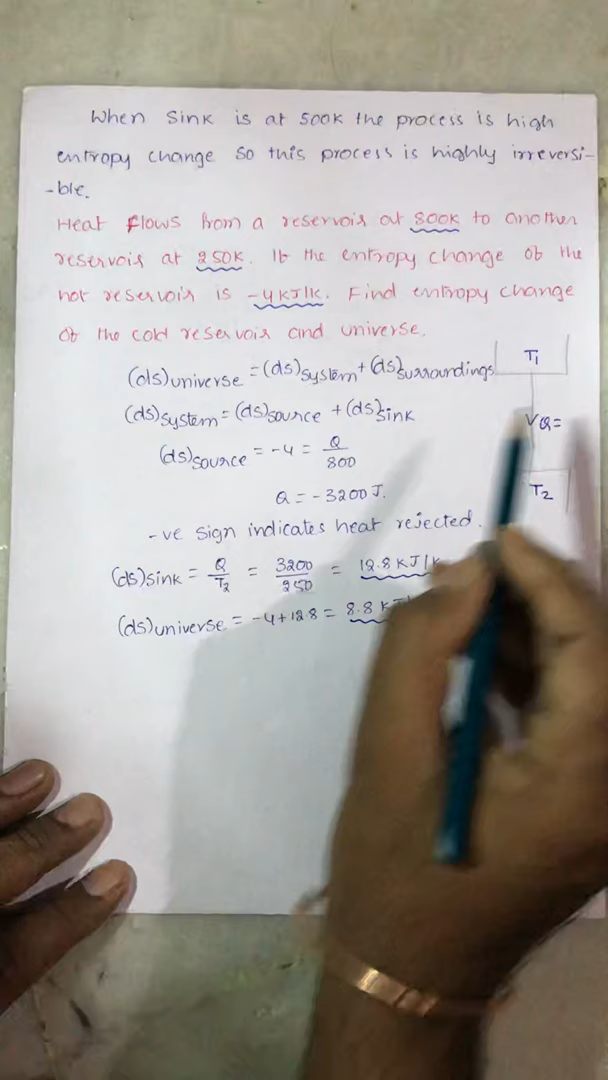 When Sink is at 500K the process is high
entropy change so this process is highly irreversi-
-ble.
Heat Flows from a reservoir at 800K to another
reservoir at 250K. If the entropy change of the
hot reservoir is -4KJ/K. Find entropy change
of the cold reservoir and universe.
(ds)universe = (ds)system + (ds)surroundings
(ds)system = (ds)source + (ds)sink
(ds)source = -4 = Q/800
Q = -3200J.
-ve sign indicates heat rejected.
(ds)sink = Q/T2 = 3200/250 = 12.8 KJ/K
(ds)universe = -4+12.8 = 8.8
T1
Q=
T2